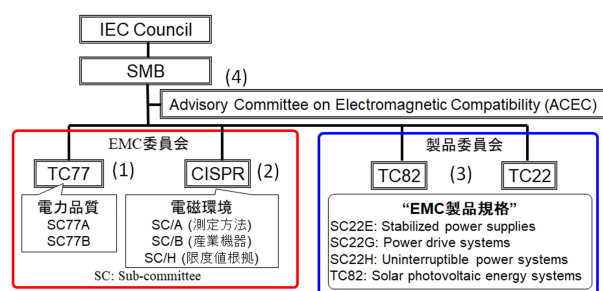 IEC Council
SMB
(4)
Advisory Committee on Electromagnetic Compatibility (ACEC)
EMC委員会
製品委員会
TC77
(1)
CISPR
(2)
TC82
(3)
TC22
電力品質
SC77A
SC77B
電磁環境
SC/A (測定方法)
SC/B (産業機器)
SC/H (限度値根拠)
SC: Sub-committee
“EMC製品規格”
SC22E: Stabilized power supplies
SC22G: Power drive systems
SC22H: Uninterruptible power systems
TC82: Solar photovoltaic energy systems